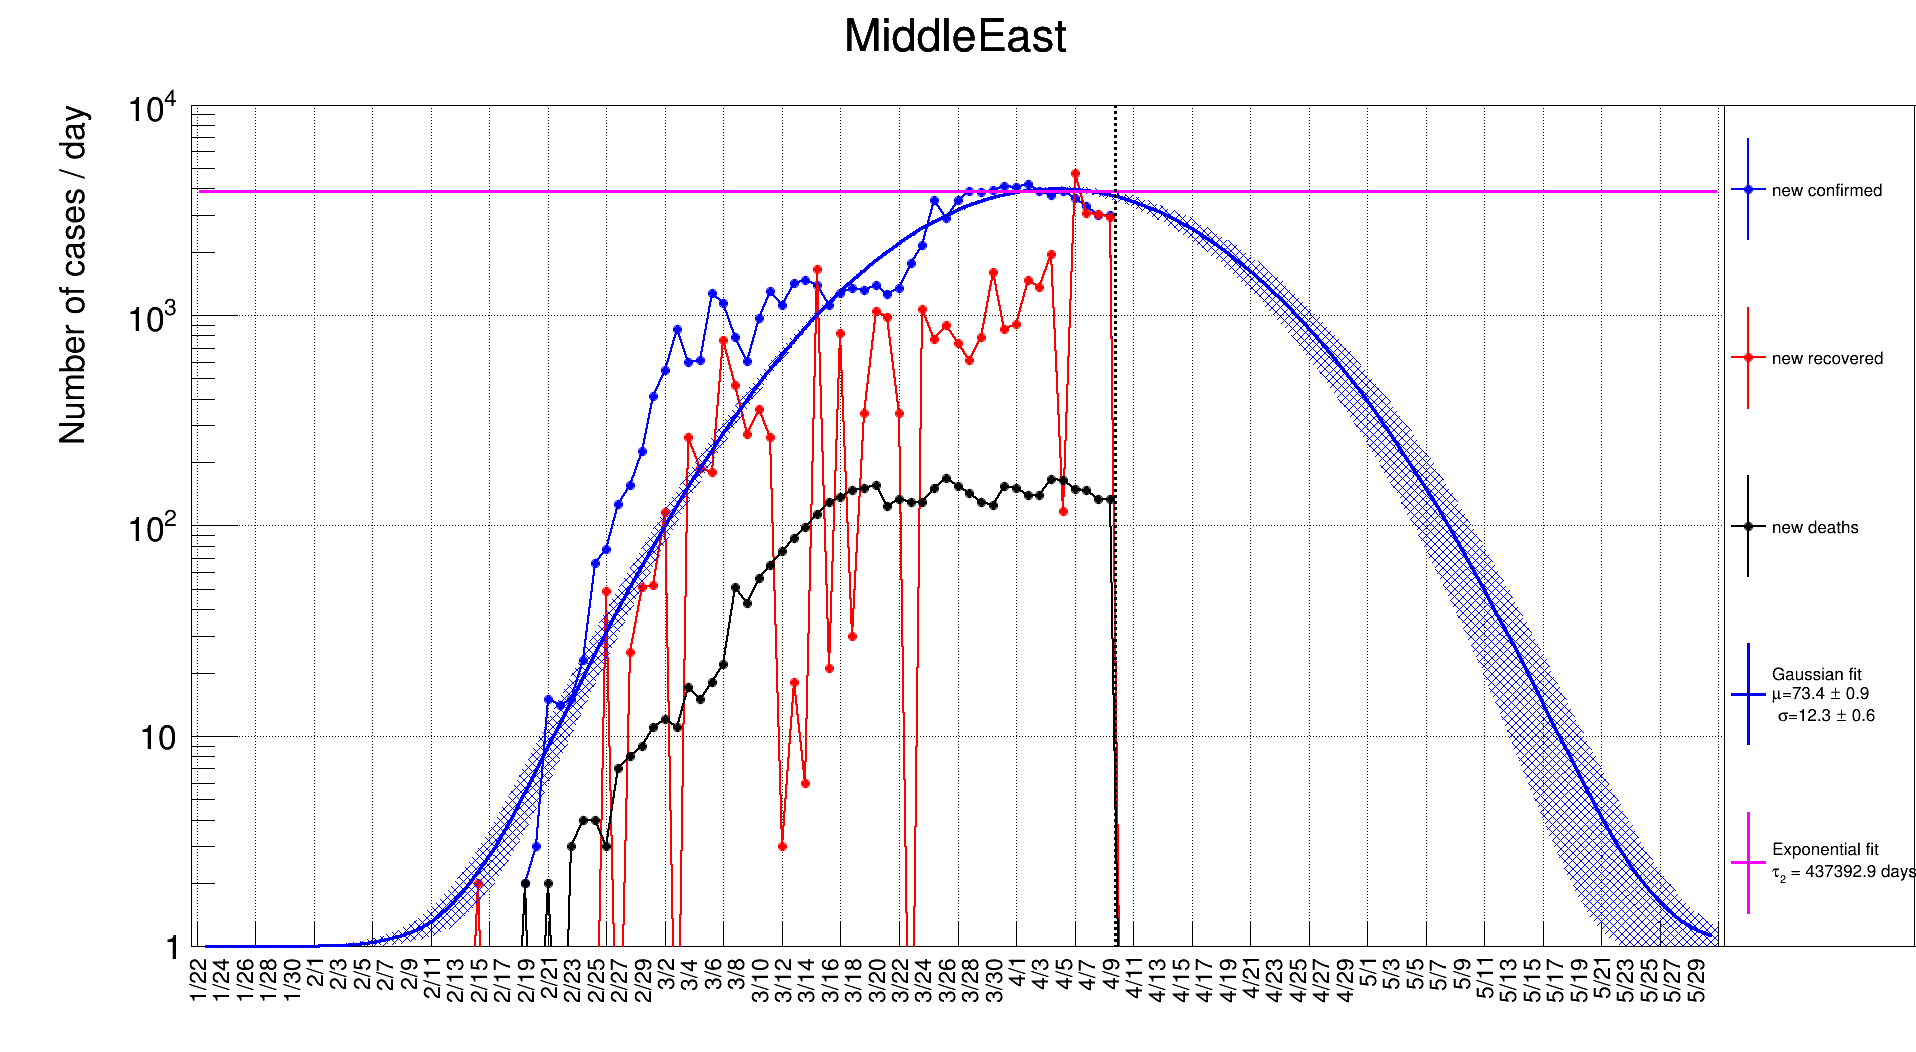 MiddleEast
Number of cases / day
10^4
10^3
10^2
10
1
1/22 1/24 1/26 1/28 1/30 2/1 2/3 2/5 2/7 2/9 2/11 2/13 2/15 2/17 2/19 2/21 2/23 2/25 2/27 2/29 3/2 3/4 3/6 3/8 3/10 3/12 3/14 3/16 3/18 3/20 3/22 3/24 3/26 3/28 3/30 4/1 4/3 4/5 4/7 4/9 4/11 4/13 4/15 4/17 4/19 4/21 4/23 4/25 4/27 4/29 5/1 5/3 5/5 5/7 5/9 5/11 5/13 5/15 5/17 5/19 5/21 5/23 5/25 5/27 5/29
new confirmed
new recovered
new deaths
Gaussian fit
μ=73.4 ± 0.9
σ=12.3 ± 0.6
Exponential fit
τ₂ = 437392.9 days